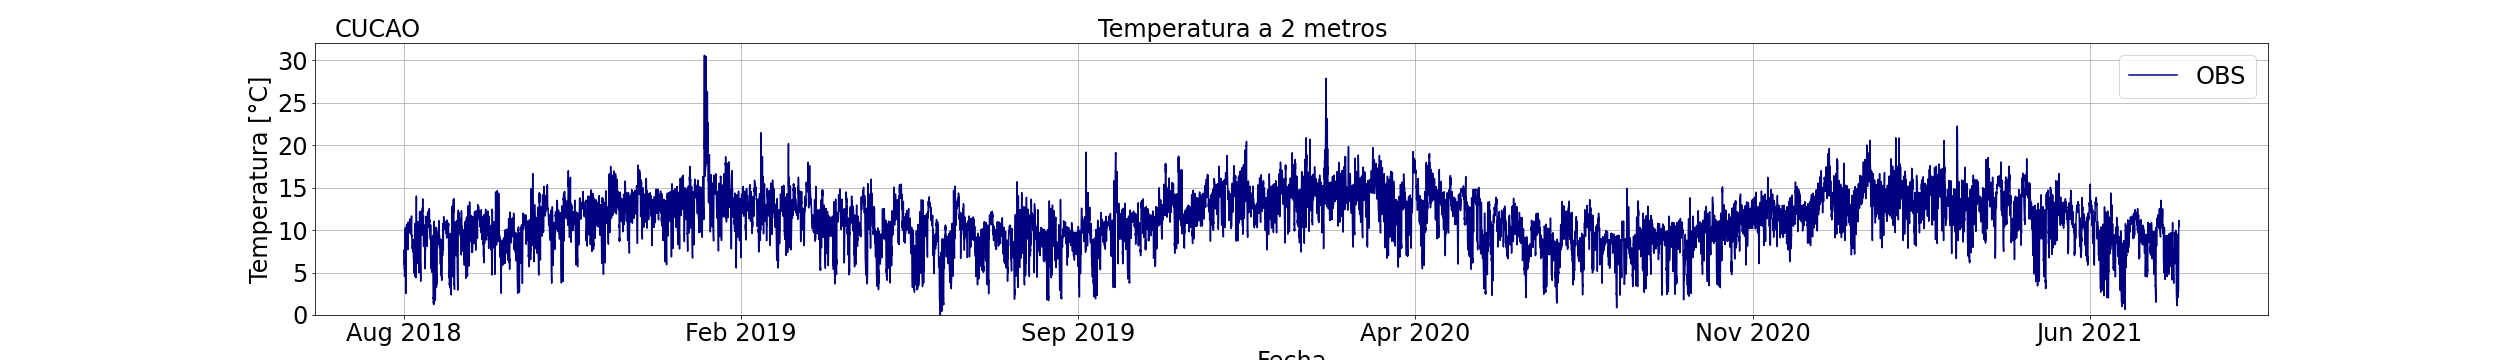 CUCAO
Temperatura a 2 metros
Temperatura [°C]
30
25
20
15
10
5
0
OBS
Aug 2018
Feb 2019
Sep 2019
Apr 2020
Nov 2020
Jun 2021
Fecha